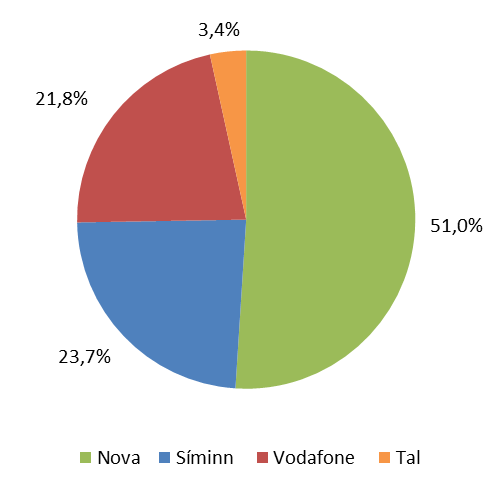 3,4%
21,8%
51,0%
23,7%
Nova Síminn Vodafone Tal